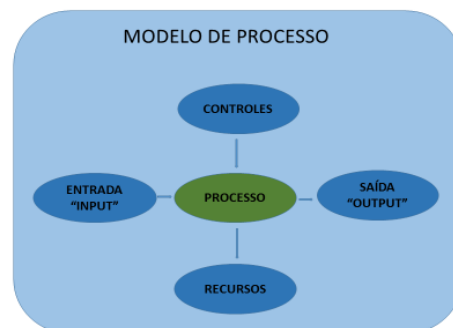 MODELO DE PROCESSO
CONTROLES
ENTRADA
“INPUT”
PROCESSO
SAÍDA
“OUTPUT”
RECURSOS